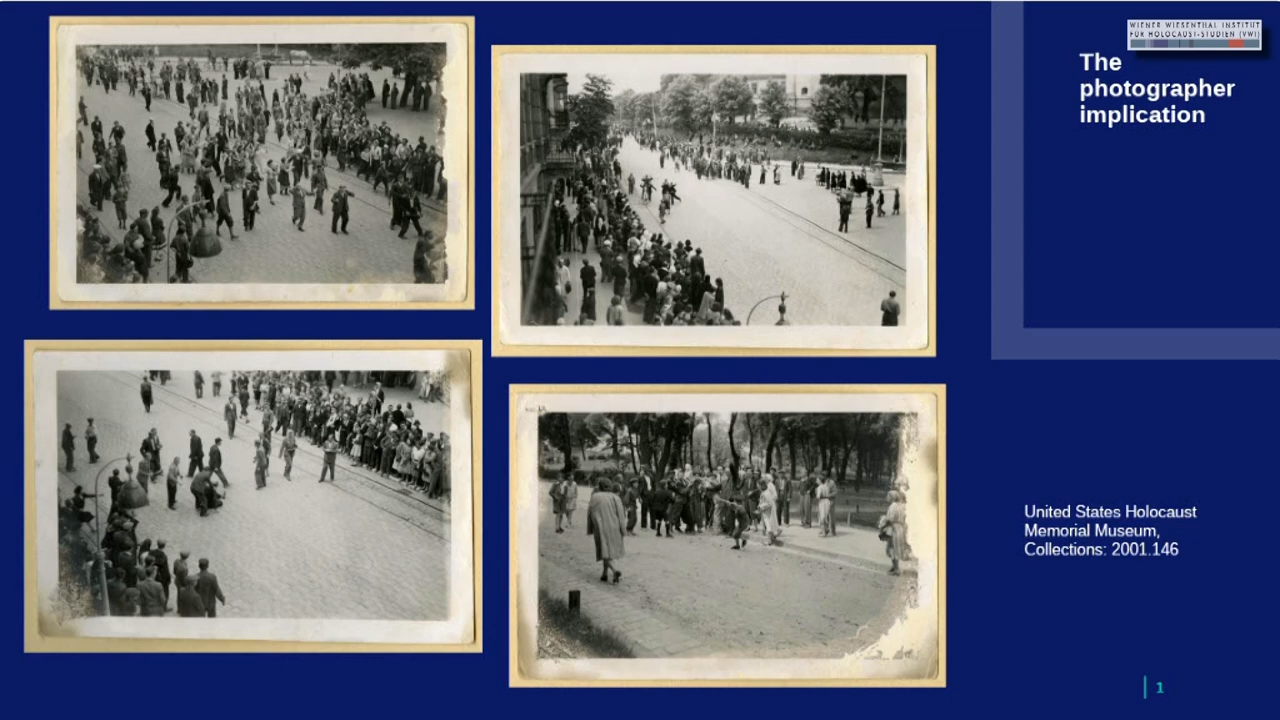 WIENER WIESENTHAL INSTITUT
FÜR HOLOCAUST-STUDIEN (VWI)
The
photographer
implication
United States Holocaust
Memorial Museum,
Collections: 2001.146
1